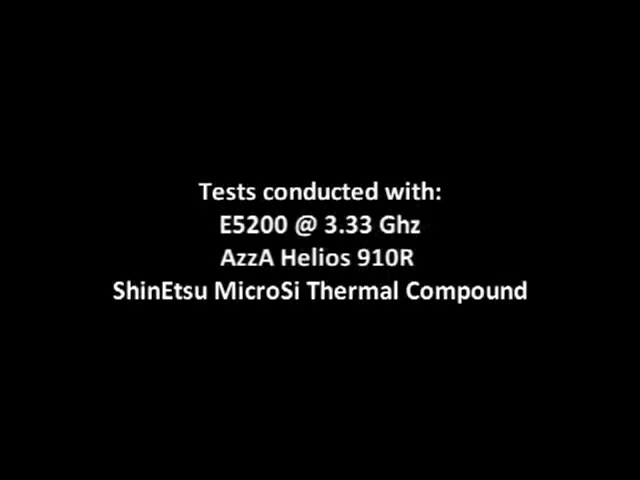 Tests conducted with:
E5200 @ 3.33 Ghz
AzzA Helios 910R
ShinEtsu MicroSi Thermal Compound